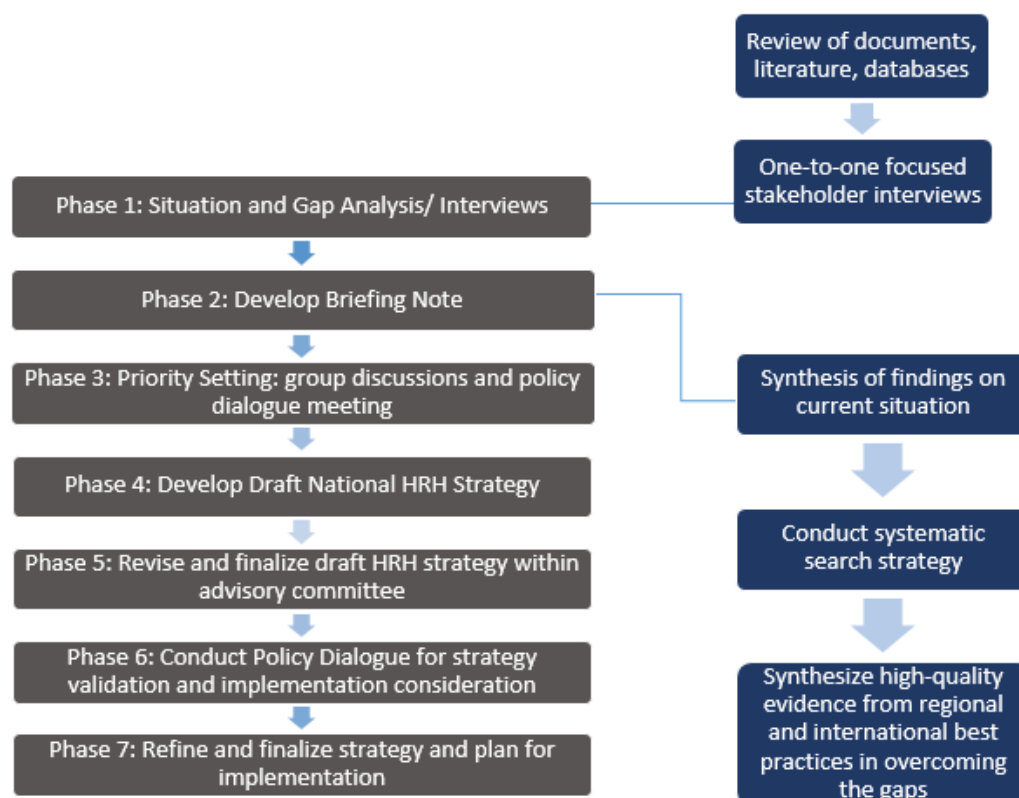 Review of documents,
literature, databases
One-to-one focused
stakeholder interviews
Phase 1: Situation and Gap Analysis/ Interviews
Phase 2: Develop Briefing Note
Phase 3: Priority Setting: group discussions and policy
dialogue meeting
Phase 4: Develop Draft National HRH Strategy
Phase 5: Revise and finalize draft HRH strategy within
advisory committee
Phase 6: Conduct Policy Dialogue for strategy
validation and implementation consideration
Phase 7: Refine and finalize strategy and plan for
implementation
Synthesis of findings on
current situation
Conduct systematic
search strategy
Synthesize high-quality
evidence from regional
and international best
practices in overcoming
the gaps